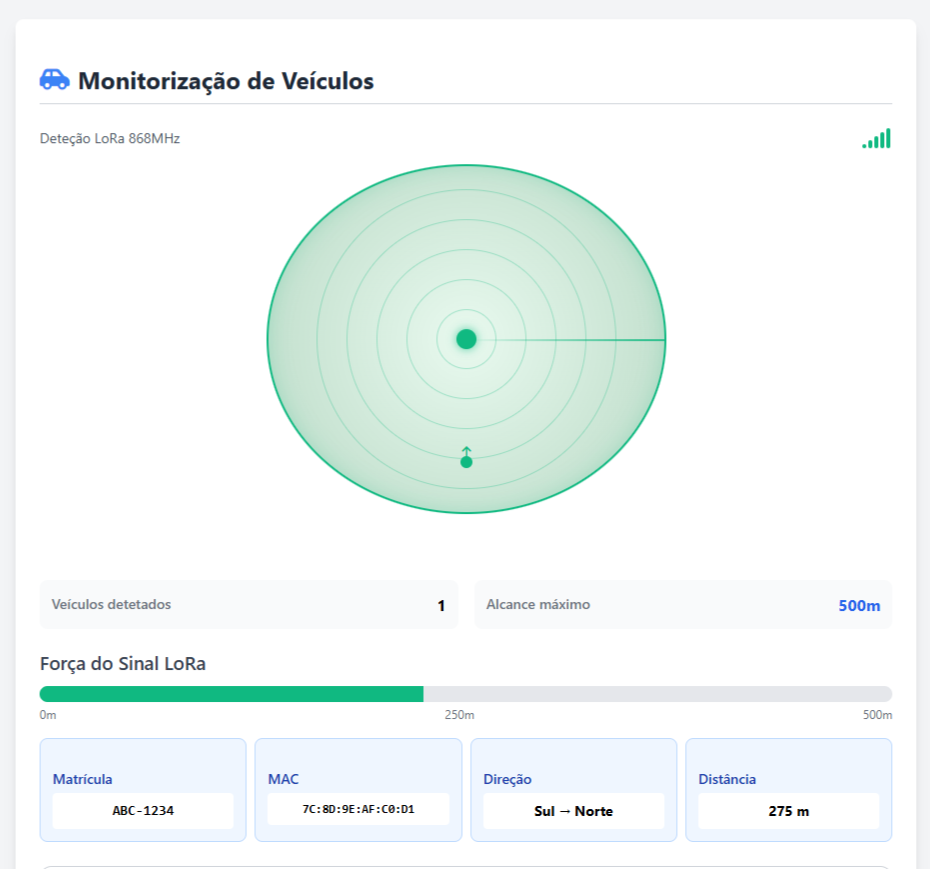 Monitorização de Veículos
Deteção LoRa 868MHz
Veículos detetados 1
Alcance máximo 500m
Força do Sinal LoRa
0m 250m 500m
Matrícula
ABC-1234
MAC
7C:8D:9E:AF:C0:D1
Direção
Sul → Norte
Distância
275 m